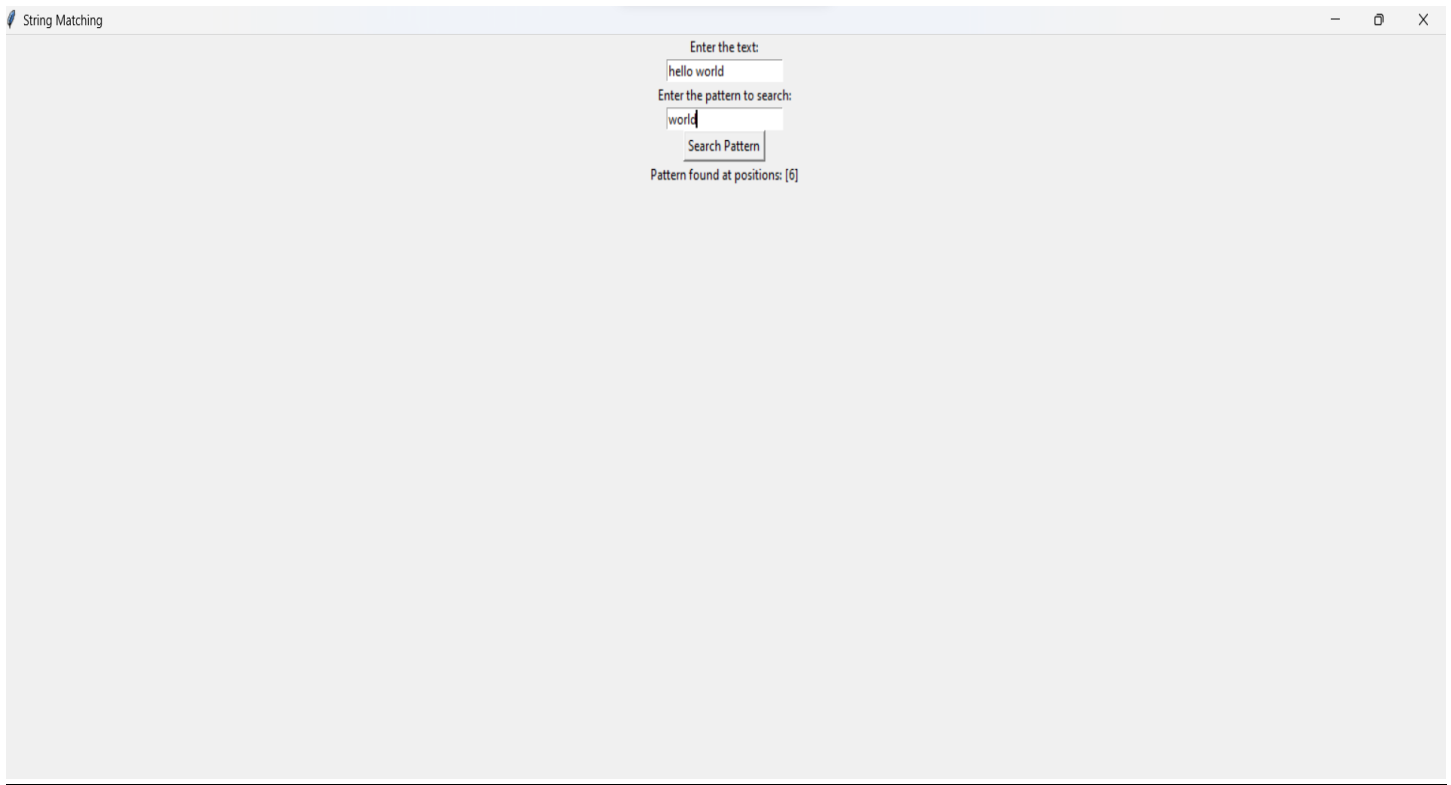 String Matching
Enter the text:
hello world
Enter the pattern to search:
world
Search Pattern
Pattern found at positions: [6]